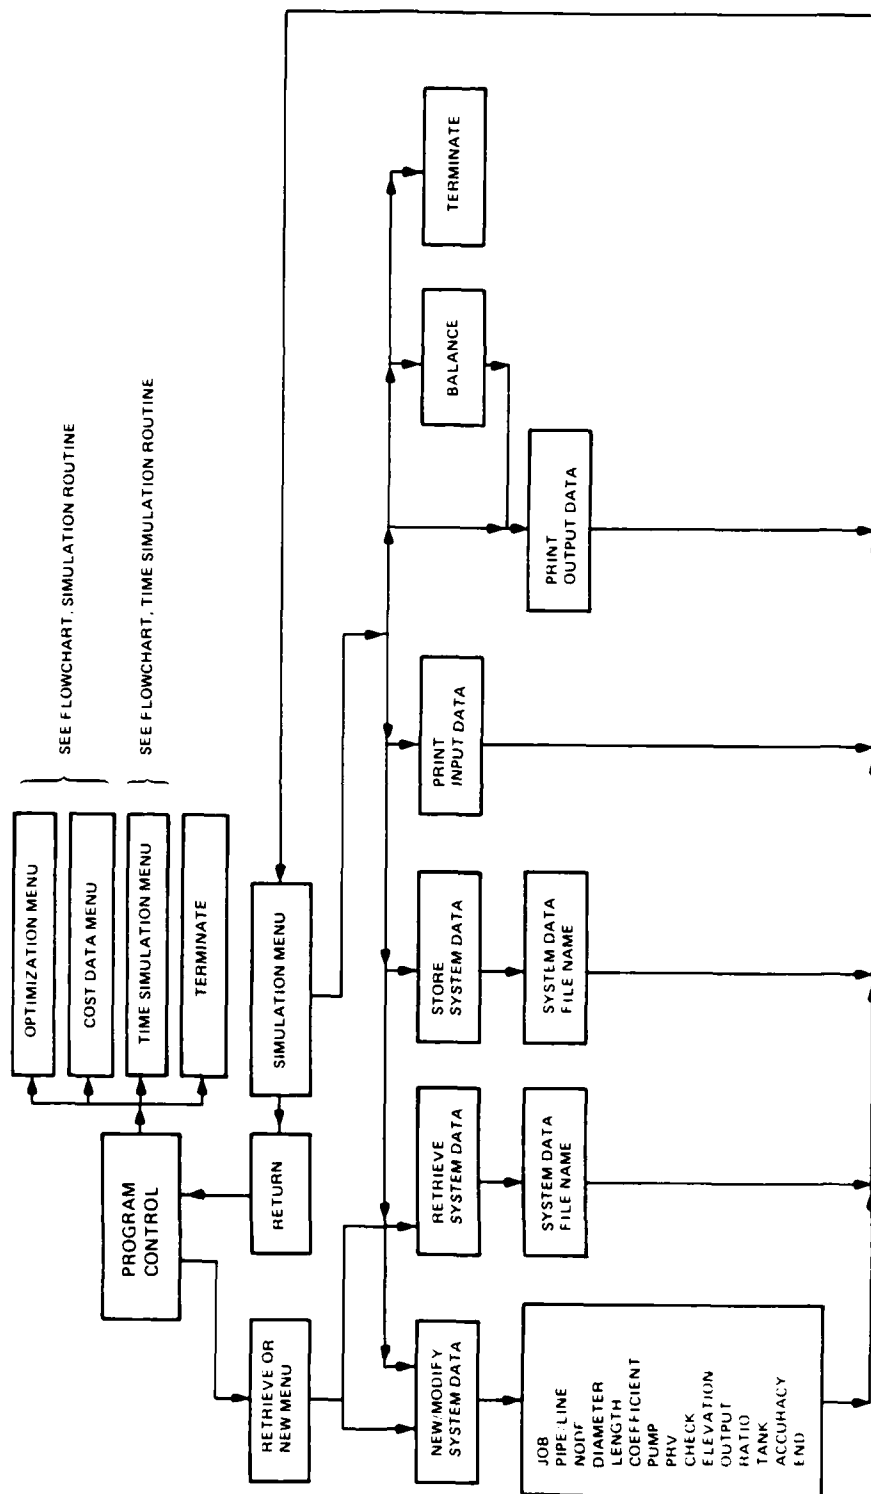 PROGRAM
CONTROL
OPTIMIZATION MENU
COST DATA MENU
TIME SIMULATION MENU
TERMINATE
SEE FLOWCHART, SIMULATION ROUTINE
SEE FLOWCHART, TIME SIMULATION ROUTINE
RETRIEVE OR
NEW MENU
RETURN
SIMULATION MENU
NEW/MODIFY
SYSTEM DATA
RETRIEVE
SYSTEM DATA
STORE
SYSTEM DATA
PRINT
INPUT DATA
BALANCE
TERMINATE
JOB
PIPELINE
NODE
DIAMETER
LENGTH
COEFFICIENT
PUMP
PRV
CHECK
ELEVATION
OUTPUT
RATIO
TANK
ACCURACY
END
SYSTEM DATA
FILE NAME
SYSTEM DATA
FILE NAME
PRINT
OUTPUT DATA